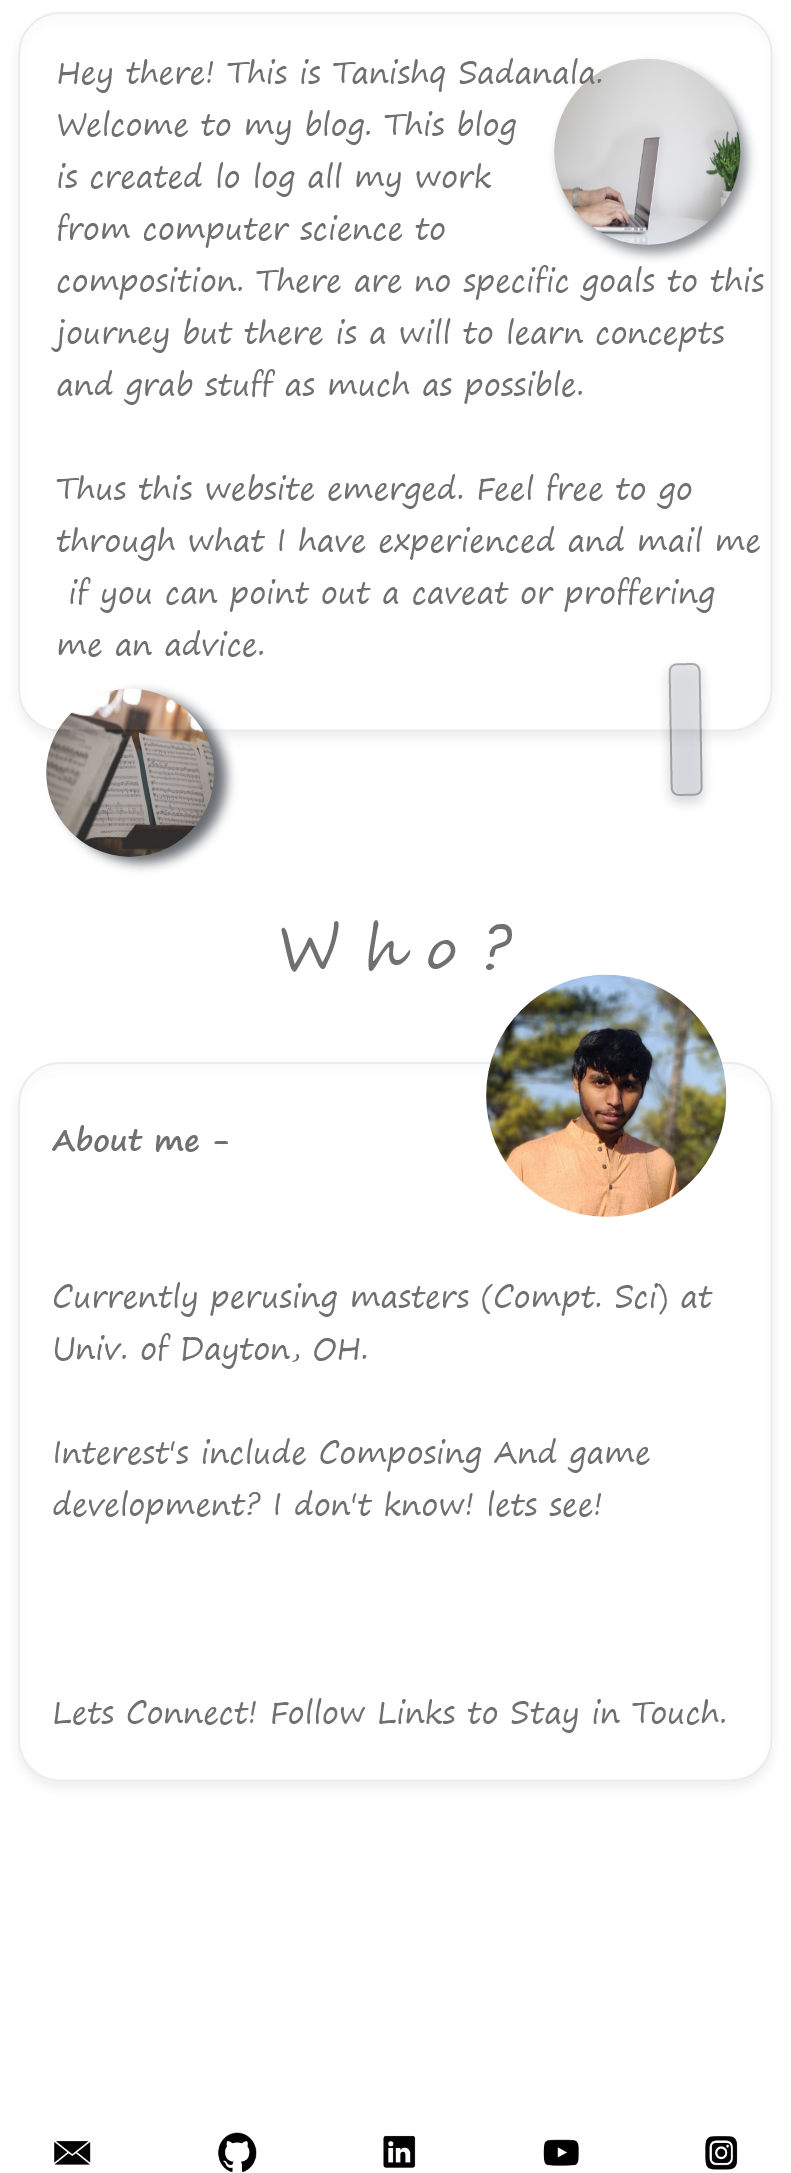 Hey there! This is Tanishq Sadanala.
Welcome to my blog. This blog
is created lo log all my work
from computer science to
composition. There are no specific goals to this
journey but there is a will to learn concepts
and grab stuff as much as possible.
Thus this website emerged. Feel free to go
through what I have experienced and mail me
if you can point out a caveat or proffering
me an advice.
Who?
About me -
Currently perusing masters (Compt. Sci) at
Univ. of Dayton, OH.
Interest's include Composing And game
development? I don't know! lets see!
Lets Connect! Follow Links to Stay in Touch.
in